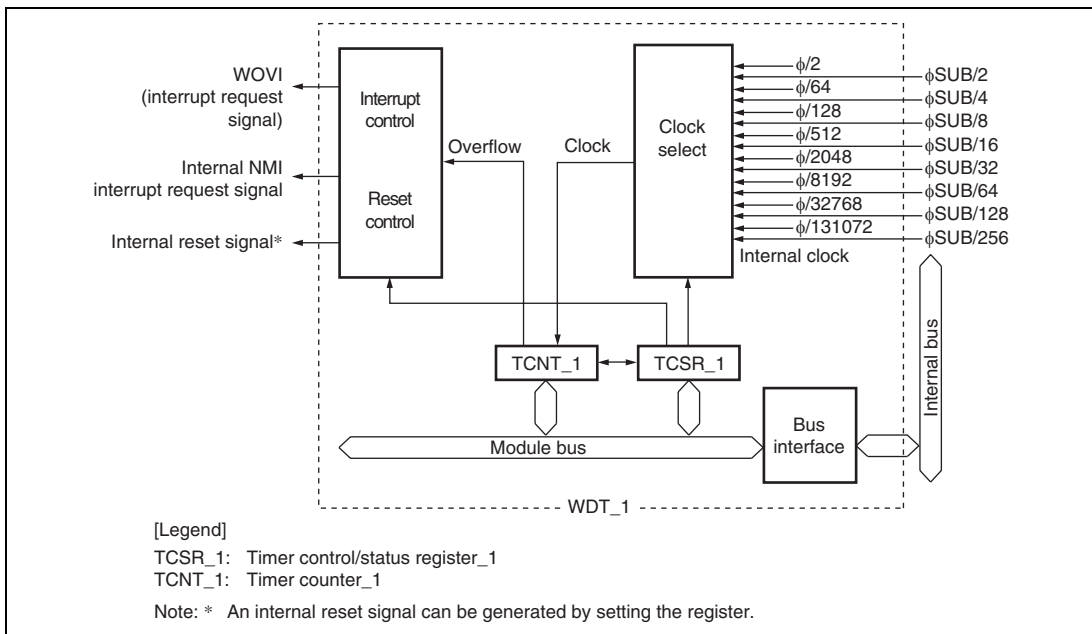 WOVI
(interrupt request
signal)
Internal NMI
interrupt request signal
Internal reset signal*
Interrupt
control
Reset
control
Overflow
Clock
Clock
select
ϕ/2
ϕ/64
ϕ/128
ϕ/512
ϕ/2048
ϕ/8192
ϕ/32768
ϕ/131072
Internal clock
ϕSUB/2
ϕSUB/4
ϕSUB/8
ϕSUB/16
ϕSUB/32
ϕSUB/64
ϕSUB/128
ϕSUB/256
TCNT_1
TCSR_1
Module bus
Bus
interface
Internal bus
WDT_1
[Legend]
TCSR_1: Timer control/status register_1
TCNT_1: Timer counter_1
Note: * An internal reset signal can be generated by setting the register.